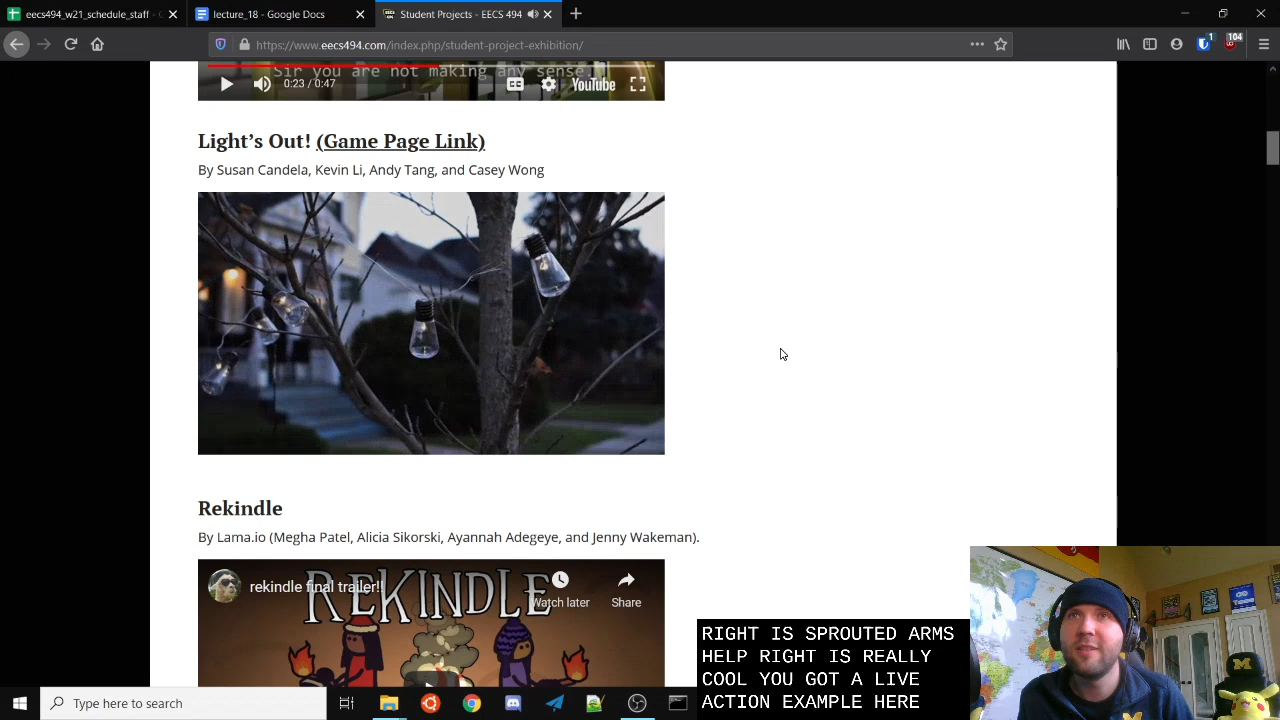 eecs494_w21_schedule_staff -
lecture_18 - Google Docs
Student Projects - EECS 494
https://www.eecs494.com/index.php/student-project-exhibition/
1
104
Sir you are not making any sense.
0:23 / 0:47
CC
YouTube
Light's Out! (Game Page Link)
By Susan Candela, Kevin Li, Andy Tang, and Casey Wong
Rekindle
By Lama.io (Megha Patel, Alicia Sikorski, Ayannah Adegeye, and Jenny Wakeman).
rekindle final trailer!!
Watch later
Share
REKINDLE
RIGHT IS SPROUTED ARMS
HELP RIGHT IS REALLY
COOL YOU GOT A LIVE
ACTION EXAMPLE HERE
M
Type here to search